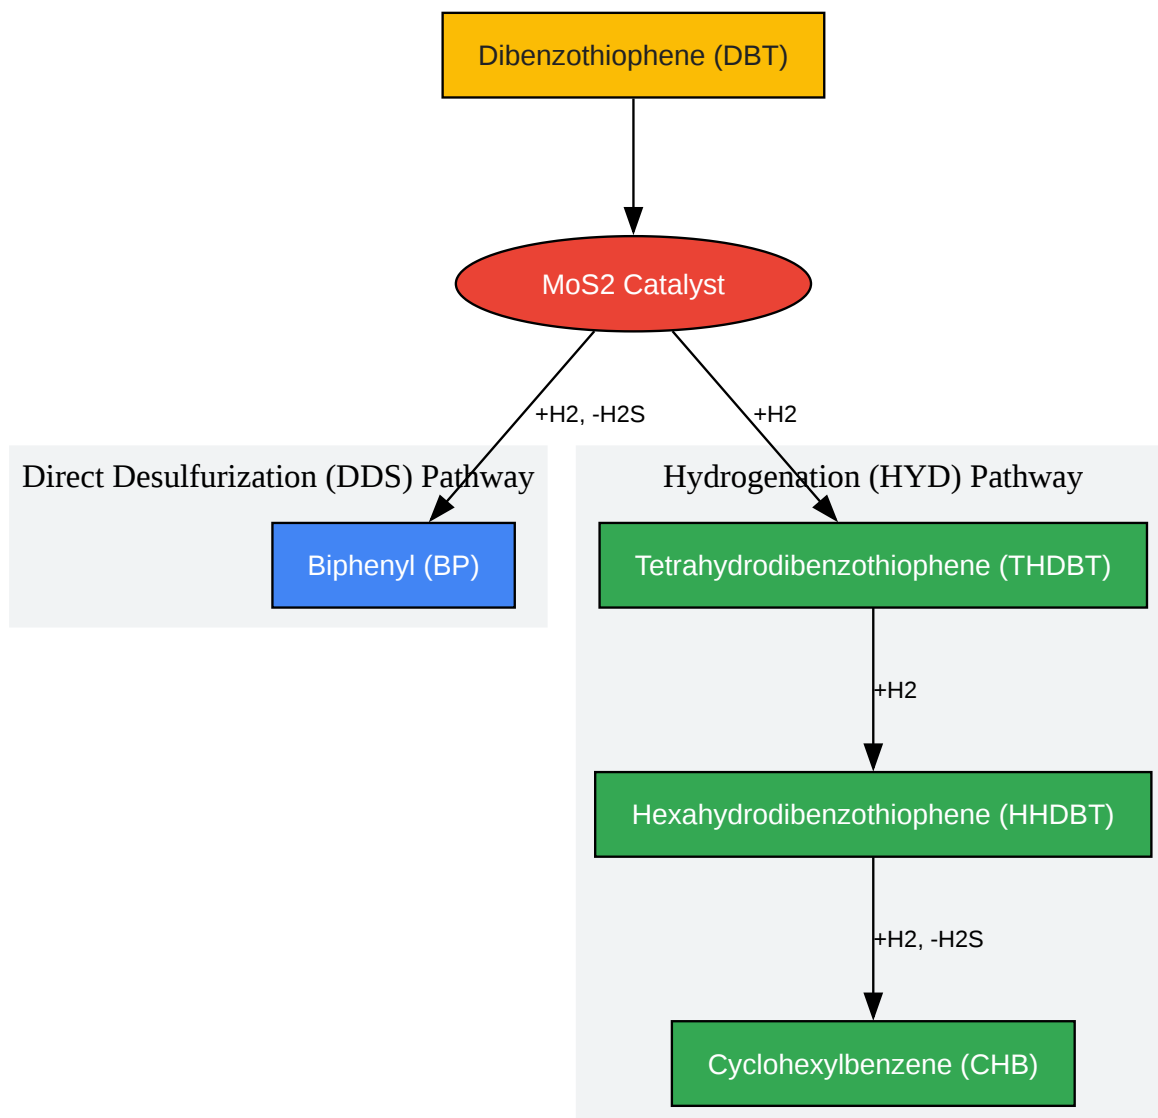 Dibenzothiophene (DBT)
MoS2 Catalyst
+H2, -H2S
+H2
Direct Desulfurization (DDS) Pathway
Hydrogenation (HYD) Pathway
Biphenyl (BP)
Tetrahydrodibenzothiophene (THDBT)
+H2
Hexahydrodibenzothiophene (HHDBT)
+H2, -H2S
Cyclohexylbenzene (CHB)